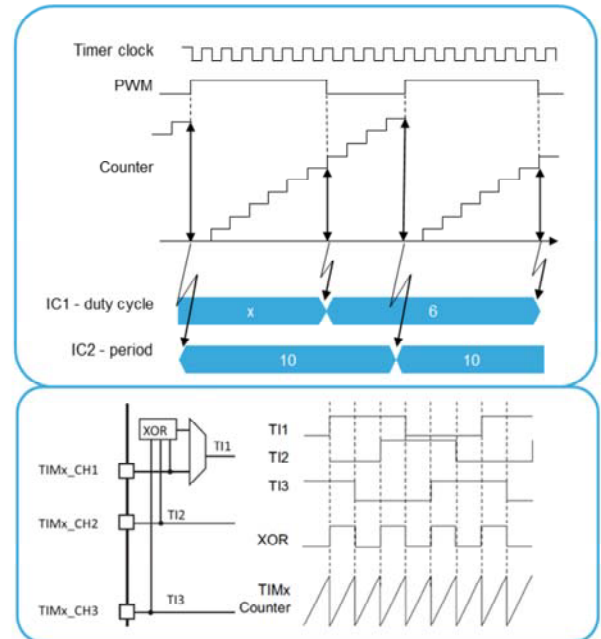 Timer clock
PWM
Counter
IC1 - duty cycle x 6
IC2 - period 10 10
XOR
TI1
TIMx_CH1
TI2
TIMx_CH2
TI3
TIMx_CH3
TI1
TI2
TI3
XOR
TIMx
Counter